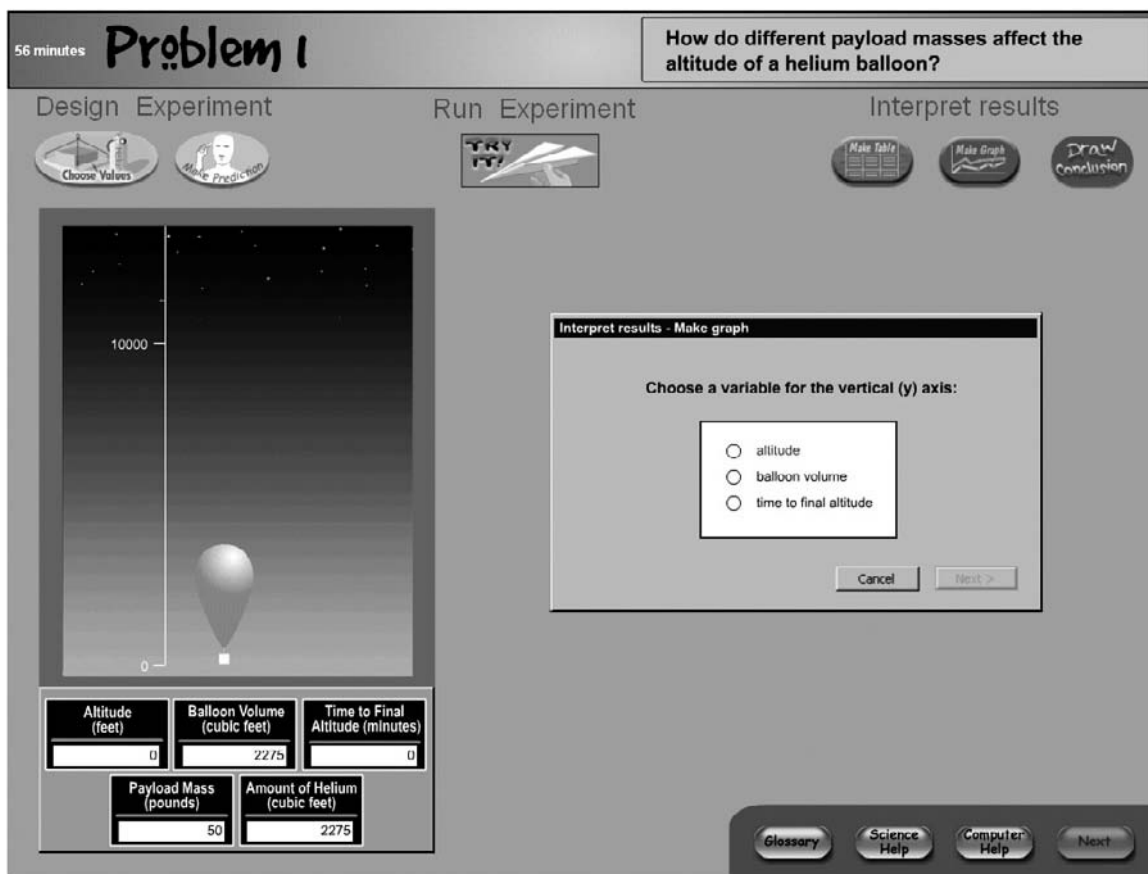 56 minutes
Problem 1
How do different payload masses affect the
altitude of a helium balloon?
Design Experiment
Run Experiment
Interpret results
Choose Values
Make Prediction
TRY
IT!
Make Table
Make Graph
Draw
Conclusion
10000
0
Interpret results - Make graph
Choose a variable for the vertical (y) axis:
altitude
balloon volume
time to final altitude
Cancel
Next >
Altitude
(feet)
0
Balloon Volume
(cubic feet)
2275
Time to Final
Altitude (minutes)
0
Payload Mass
(pounds)
50
Amount of Helium
(cubic feet)
2275
Glossary
Science
Help
Computer
Help
Next